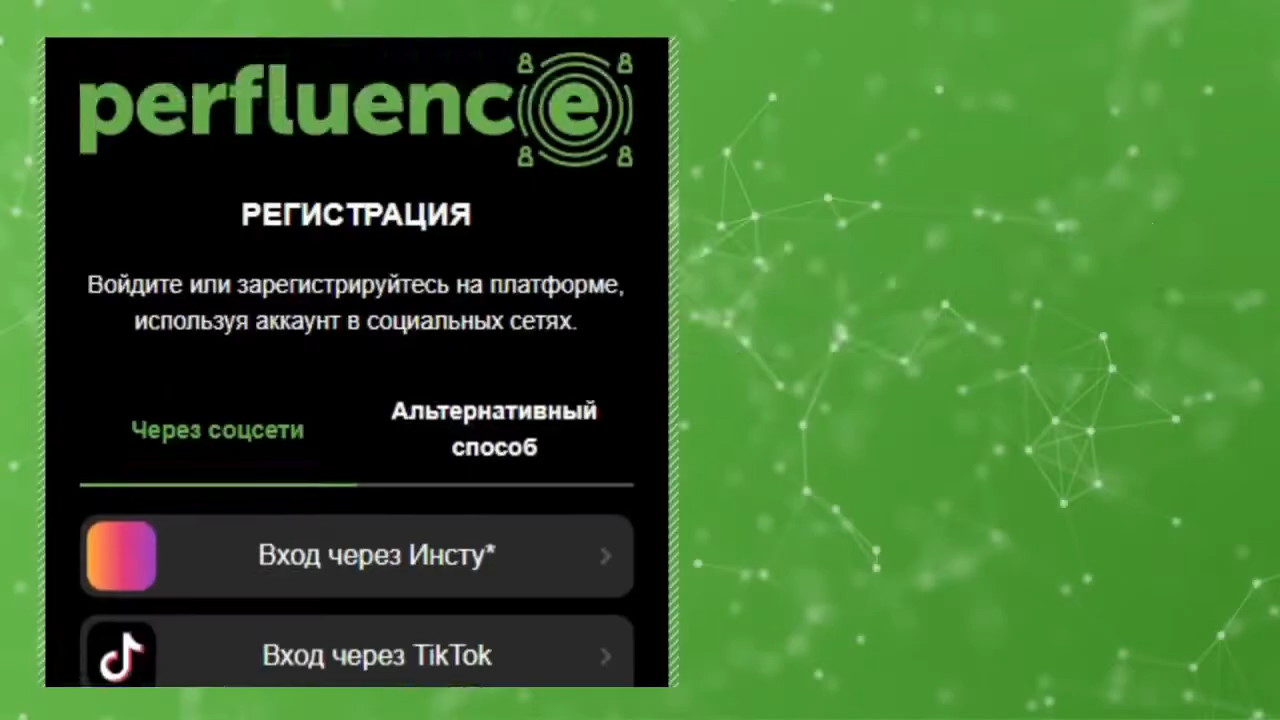 perfluence
РЕГИСТРАЦИЯ
Войдите или зарегистрируйтесь на платформе,
используя аккаунт в социальных сетях.
Через соцсети
Альтернативный
способ
Вход через Инсту*
Вход через TikTok